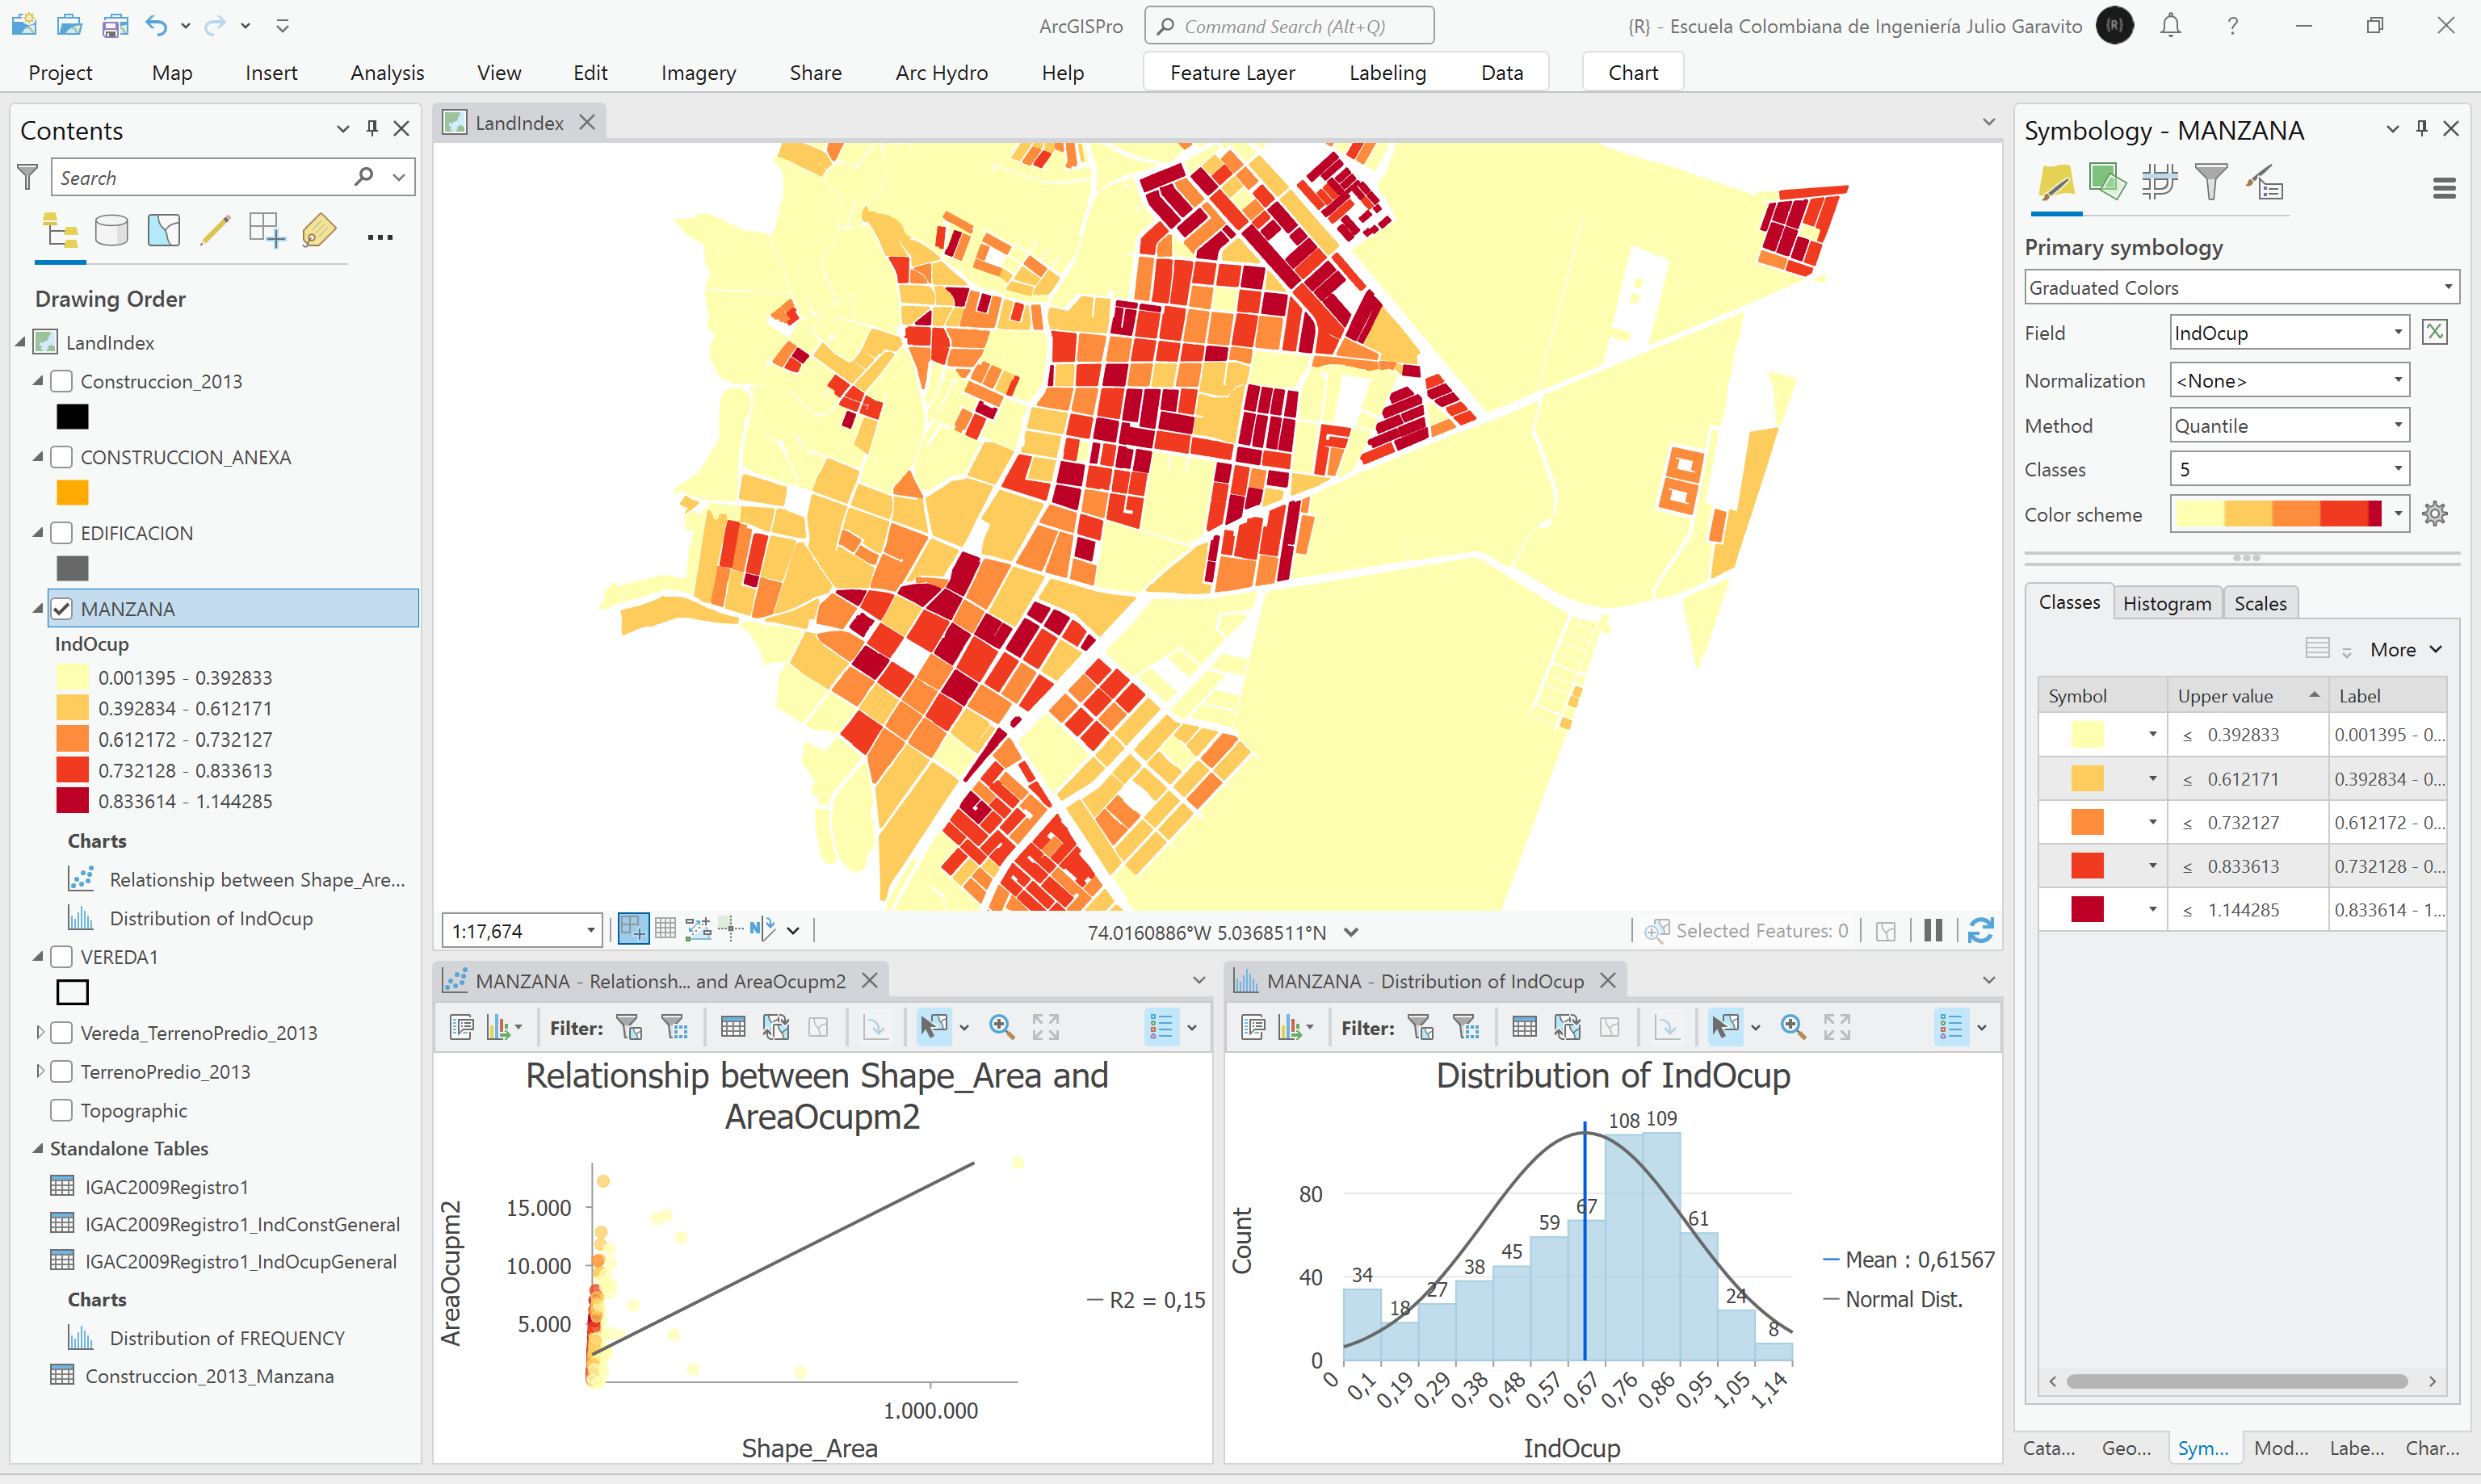 ArcGISPro
Command Search (Alt+Q)
{R} - Escuela Colombiana de Ingeniería Julio Garavito
{R}
Project Map Insert Analysis View Edit Imagery Share Arc Hydro Help Feature Layer Labeling Data Chart
Contents
Search
Drawing Order
LandIndex
Construccion_2013
CONSTRUCCION_ANEXA
EDIFICACION
MANZANA
IndOcup
0.001395 - 0.392833
0.392834 - 0.612171
0.612172 - 0.732127
0.732128 - 0.833613
0.833614 - 1.144285
Charts
Relationship between Shape_Are...
Distribution of IndOcup
VEREDA1
Vereda_TerrenoPredio_2013
TerrenoPredio_2013
Topographic
Standalone Tables
IGAC2009Registro1
IGAC2009Registro1_IndConstGeneral
IGAC2009Registro1_IndOcupGeneral
Charts
Distribution of FREQUENCY
Construccion_2013_Manzana
LandIndex
1:17,674
74.0160886°W 5.0368511°N
Selected Features: 0
MANZANA - Relationsh... and AreaOcupm2
Filter:
Relationship between Shape_Area and
AreaOcupm2
AreaOcupm2
15.000
10.000
5.000
1.000.000
Shape_Area
R2 = 0,15
MANZANA - Distribution of IndOcup
Filter:
Distribution of IndOcup
Count
80
40
0
34
18
27
38
45
59
67
108
109
61
24
8
0
0,1
0,19
0,29
0,38
0,48
0,57
0,67
0,76
0,86
0,95
1,05
1,14
IndOcup
Mean : 0,61567
Normal Dist.
Symbology - MANZANA
Primary symbology
Graduated Colors
Field IndOcup
Normalization <None>
Method Quantile
Classes 5
Color scheme
Classes Histogram Scales
More
Symbol Upper value Label
≤ 0.392833 0.001395 - 0...
≤ 0.612171 0.392834 - 0...
≤ 0.732127 0.612172 - 0...
≤ 0.833613 0.732128 - 0...
≤ 1.144285 0.833614 - 1...
Cata... Geo... Sym... Mod... Labe... Char...